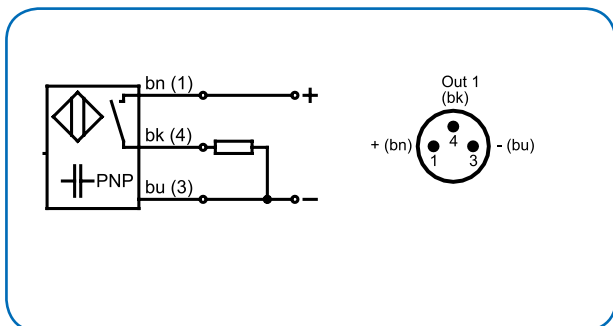 bn (1)
+
bk (4)
PNP
bu (3)
−
Out 1
(bk)
+ (bn)
4
- (bu)
1
3